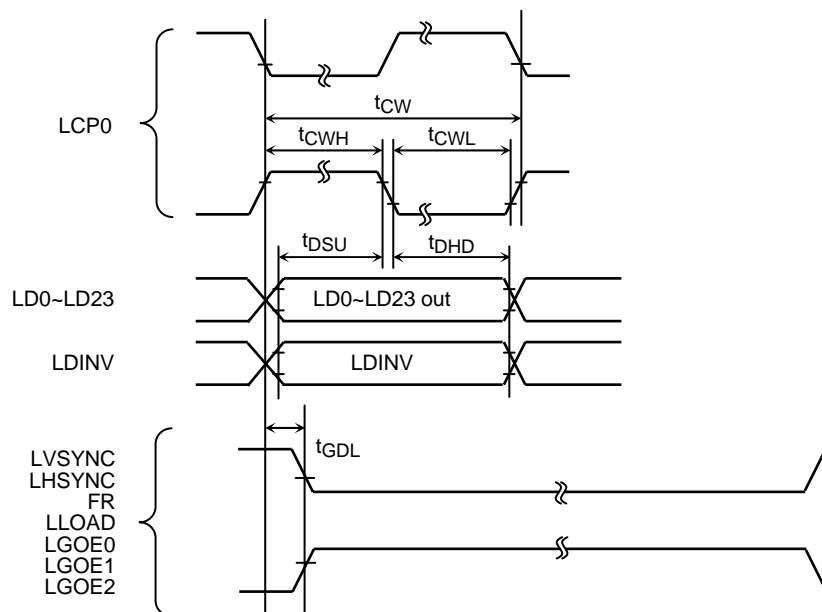 LCP0
tCW
tCWH
tCWL
tDSU
tDHD
LD0~LD23
LD0~LD23 out
LDINV
LDINV
tGDL
LVSYNC
LHSYNC
FR
LLOAD
LGOE0
LGOE1
LGOE2